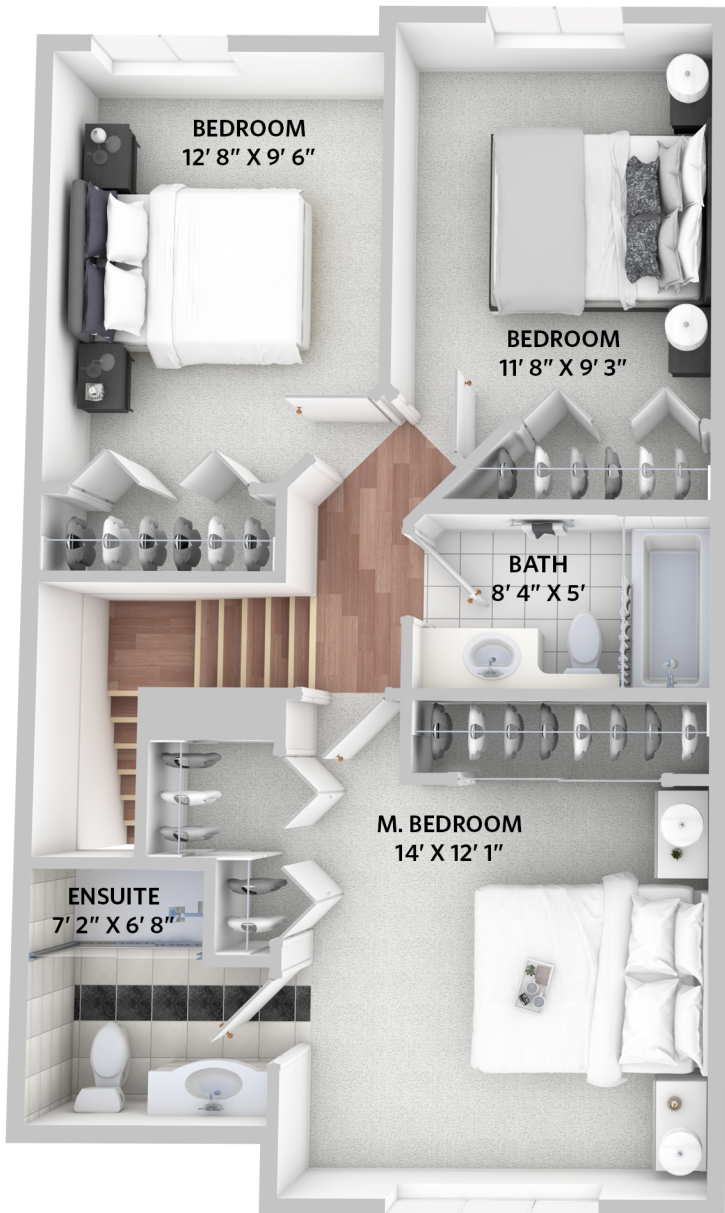 BEDROOM
12' 8" X 9' 6"
BEDROOM
11' 8" X 9' 3"
BATH
8' 4" X 5'
M. BEDROOM
14' X 12' 1"
ENSUITE
7' 2" X 6' 8"